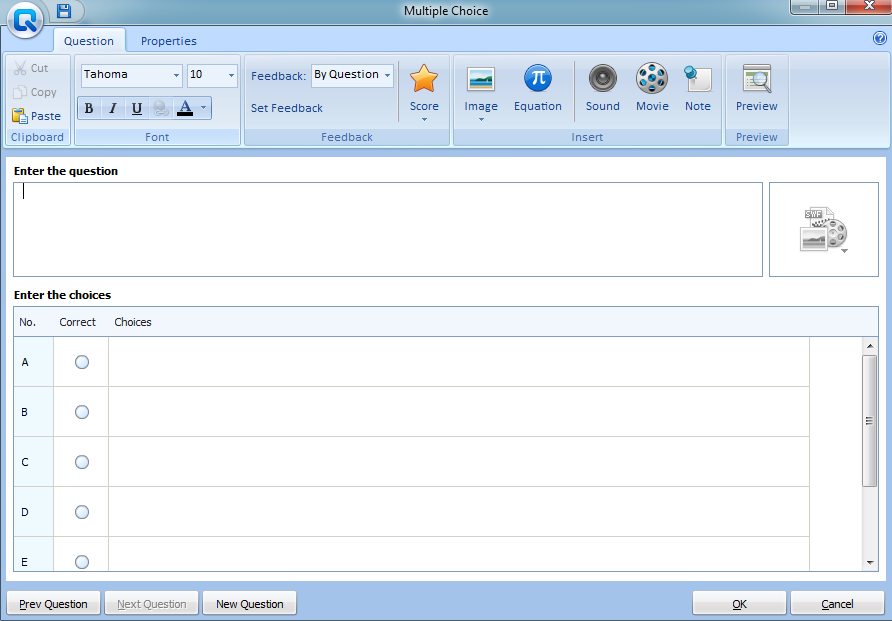 Multiple Choice
Question Properties
Cut
Copy
Paste
Clipboard
Tahoma 10
B I U A
Font
Feedback: By Question
Set Feedback
Feedback
Score
Image
Equation
Sound
Movie
Note
Insert
Preview
Preview
Enter the question
SWF
Enter the choices
No. Correct Choices
A
B
C
D
E
Prev Question Next Question New Question OK Cancel